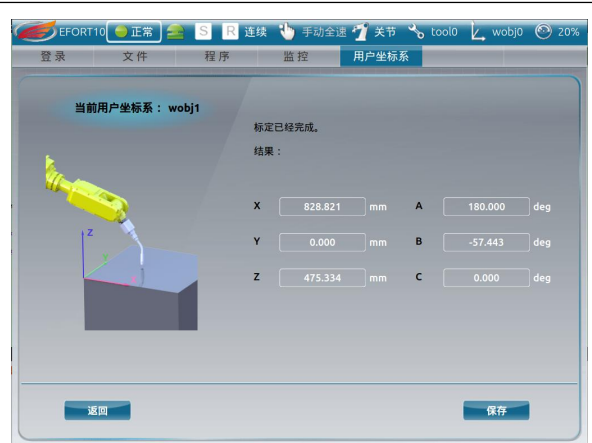 EFORT10 正常 S R 连续 手动全速 关节 tool0 wobj0 20%
登录 文件 程序 监控 用户坐标系
当前用户坐标系： wobj1
标定已经完成。
结果：
X 828.821 mm A 180.000 deg
Y 0.000 mm B -57.443 deg
Z 475.334 mm C 0.000 deg
Z
返回 保存